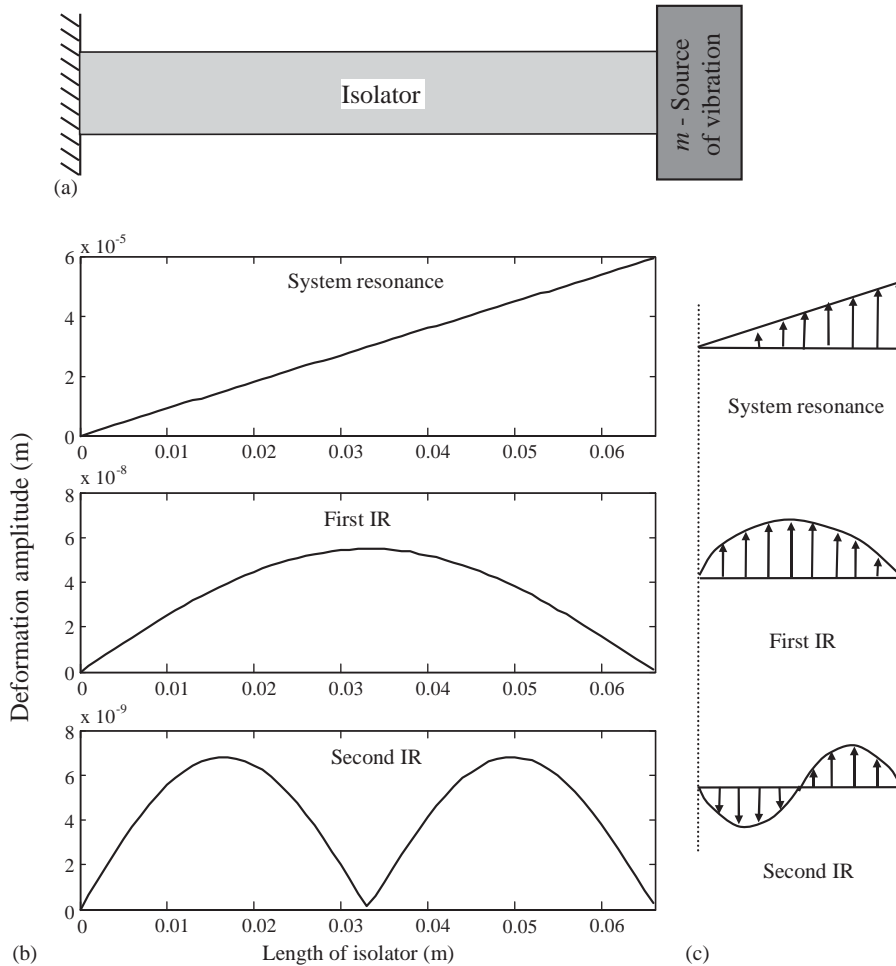 Isolator
m - Source
of vibration
(a)
x 10⁻⁵
6
4
2
0
System resonance
0 0.01 0.02 0.03 0.04 0.05 0.06
x 10⁻⁸
8
6
4
2
0
First IR
0 0.01 0.02 0.03 0.04 0.05 0.06
x 10⁻⁹
8
6
4
2
0
Second IR
0 0.01 0.02 0.03 0.04 0.05 0.06
Deformation amplitude (m)
Length of isolator (m)
(b)
System resonance
First IR
Second IR
(c)